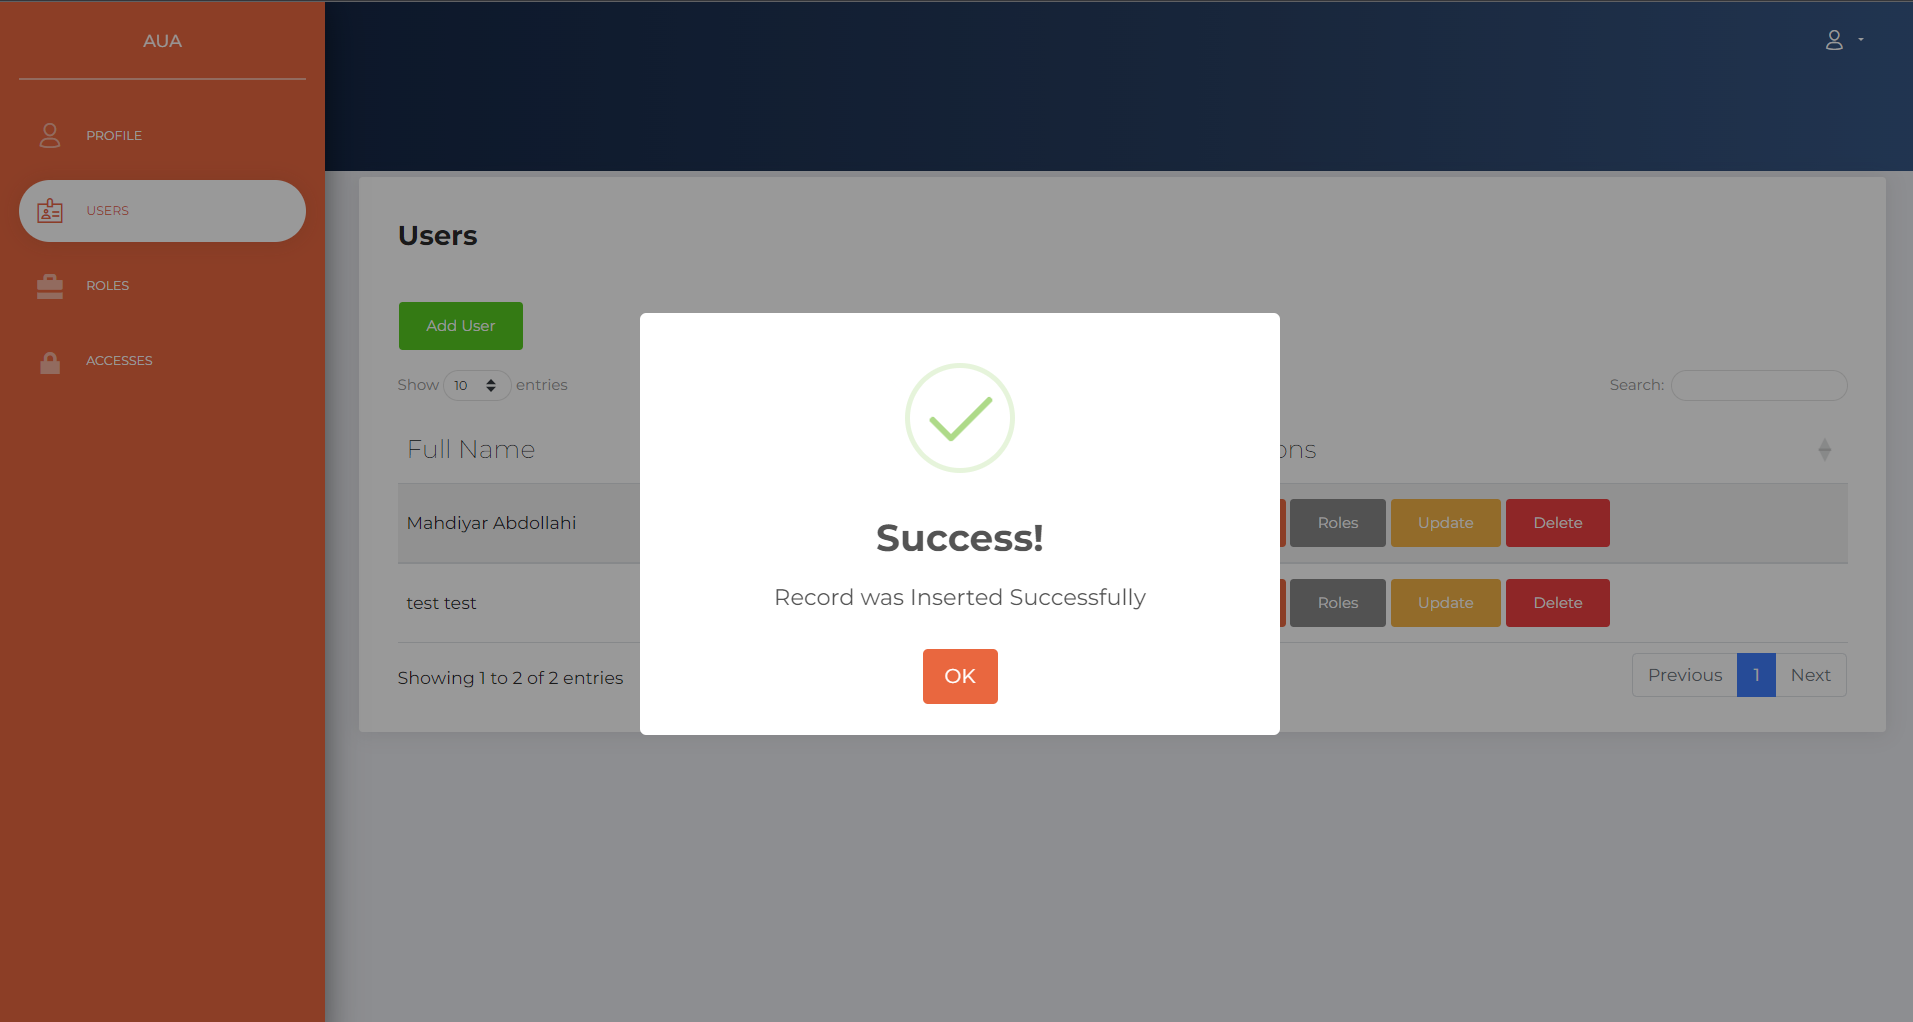 AUA
PROFILE
USERS
ROLES
ACCESSES
Users
Add User
Show 10 entries
Search:
Full Name
Mahdiyar Abdollahi
Roles Update Delete
test test
Roles Update Delete
Showing 1 to 2 of 2 entries
Previous 1 Next
Success!
Record was Inserted Successfully
OK